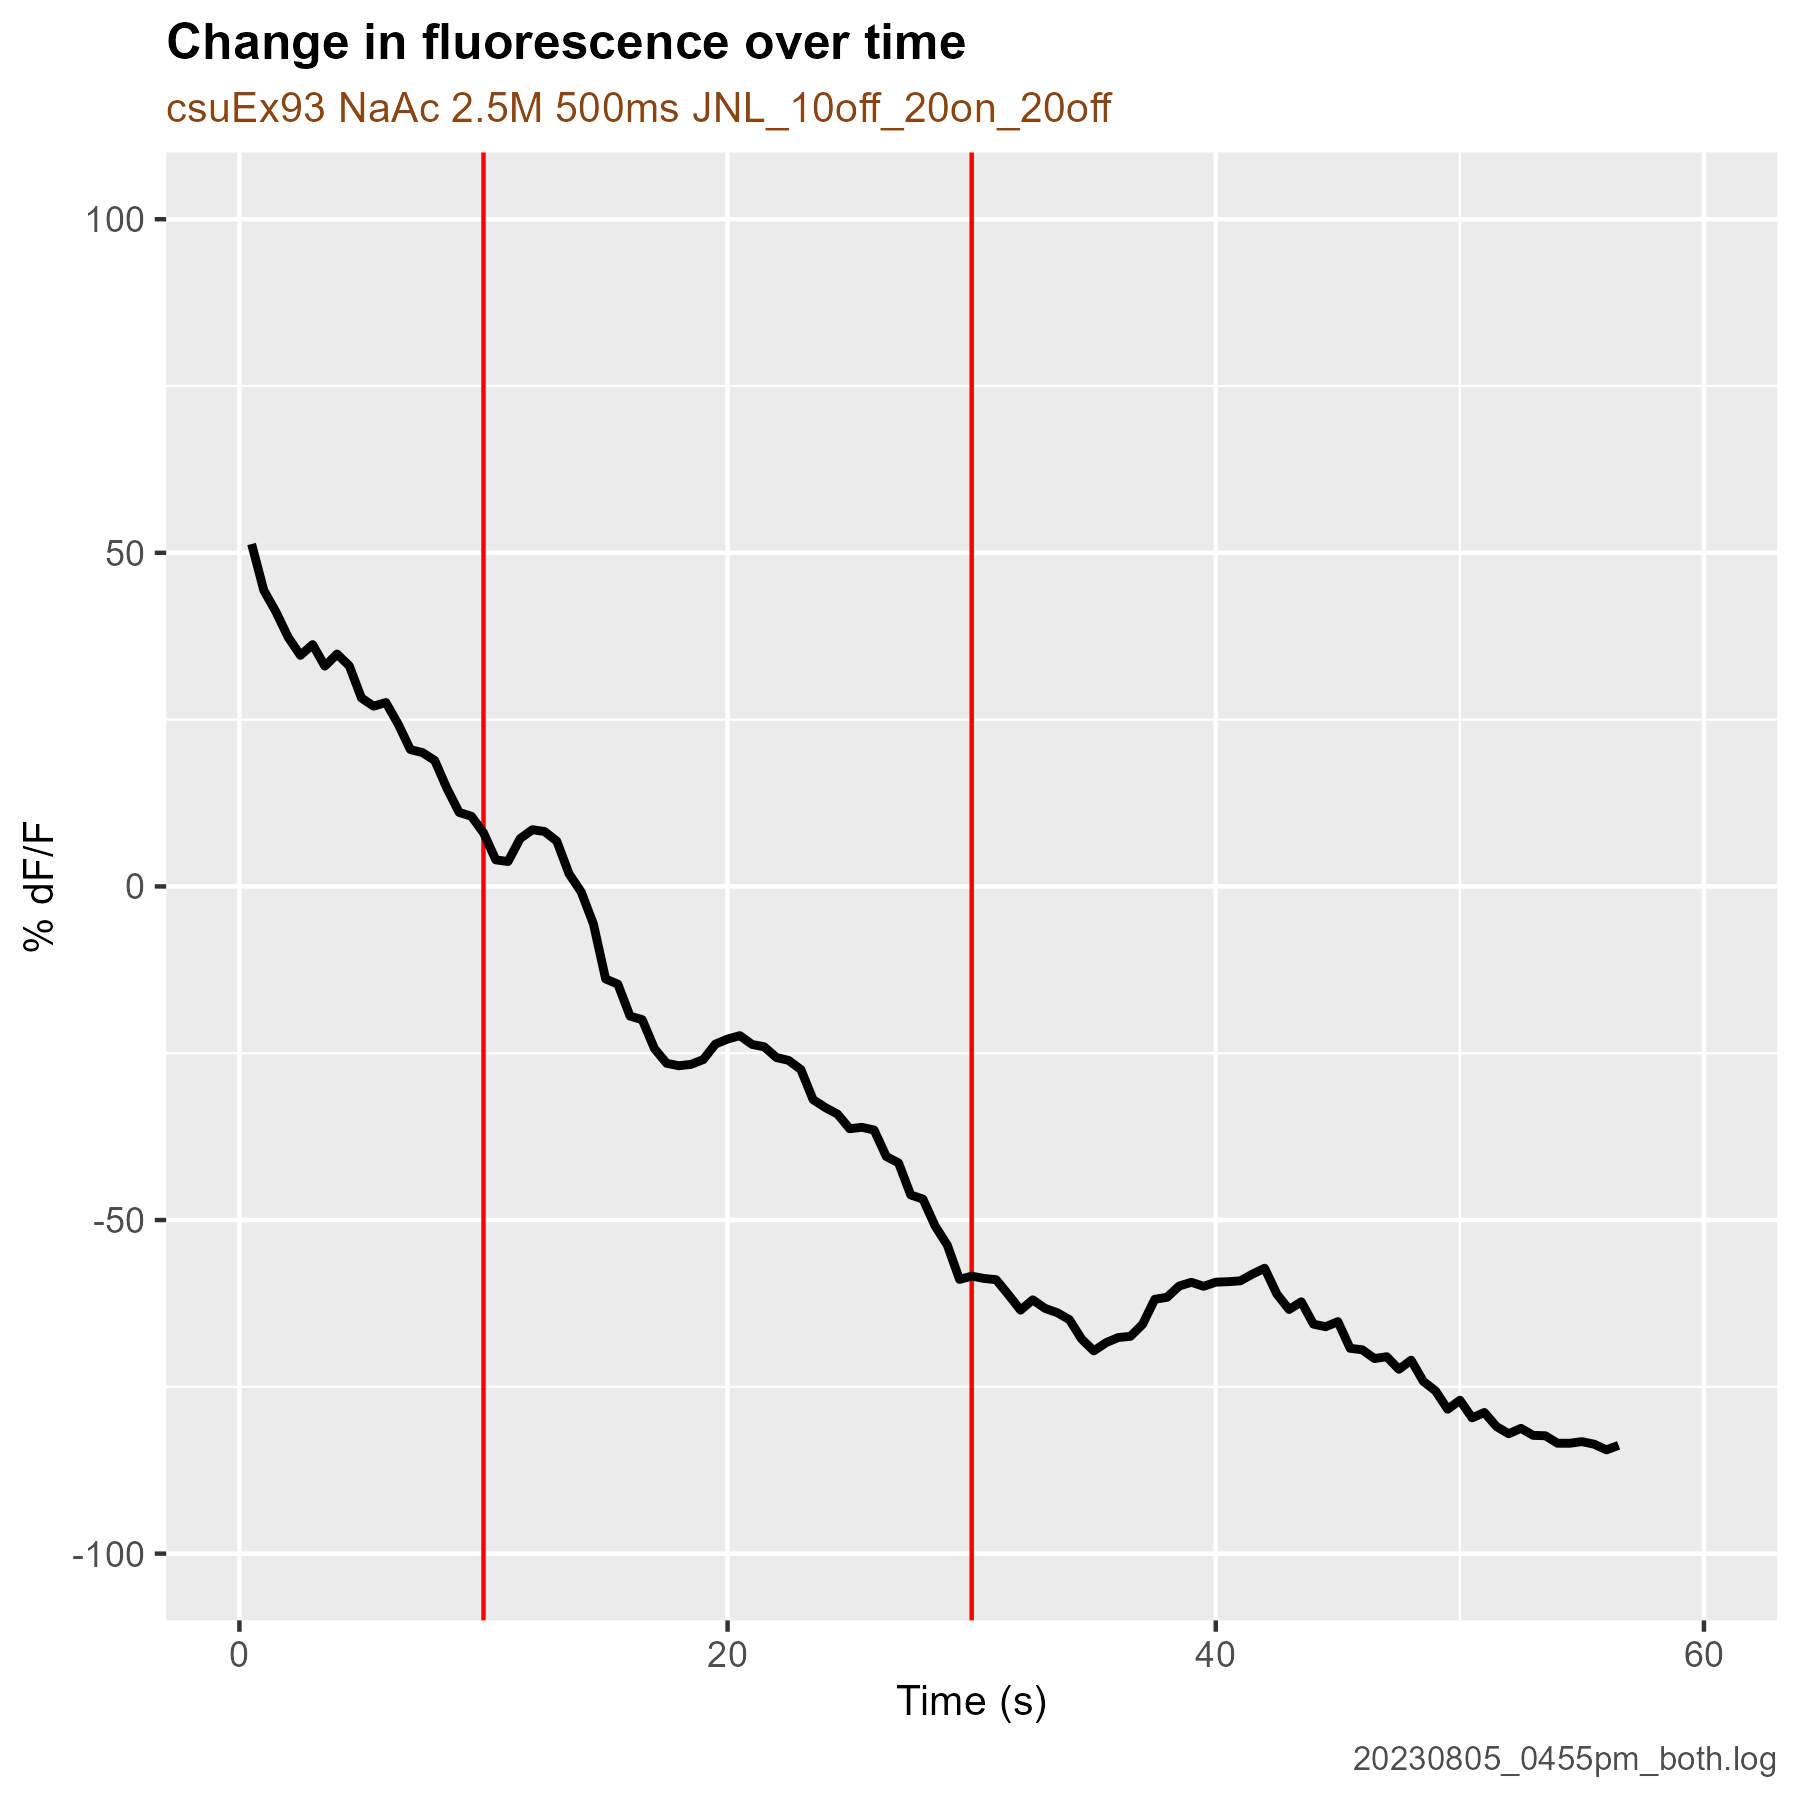 Change in fluorescence over time
csuEx93 NaAc 2.5M 500ms JNL_10off_20on_20off
100
50
0
-50
-100
% dF/F
0 20 40 60
Time (s)
20230805_0455pm_both.log